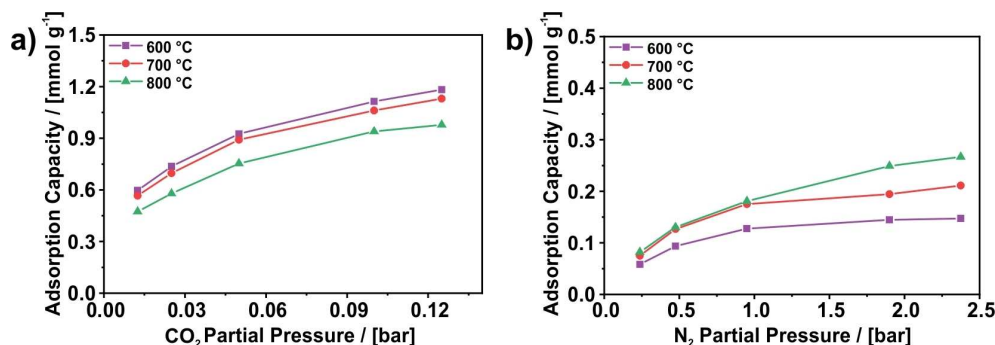 a)
Adsorption Capacity / [mmol g⁻¹]
1.5
1.2
0.9
0.6
0.3
0.0
600 °C
700 °C
800 °C
0.00 0.03 0.06 0.09 0.12
CO₂ Partial Pressure / [bar]
b)
Adsorption Capacity / [mmol g⁻¹]
0.5
0.4
0.3
0.2
0.1
0.0
600 °C
700 °C
800 °C
0.0 0.5 1.0 1.5 2.0 2.5
N₂ Partial Pressure / [bar]